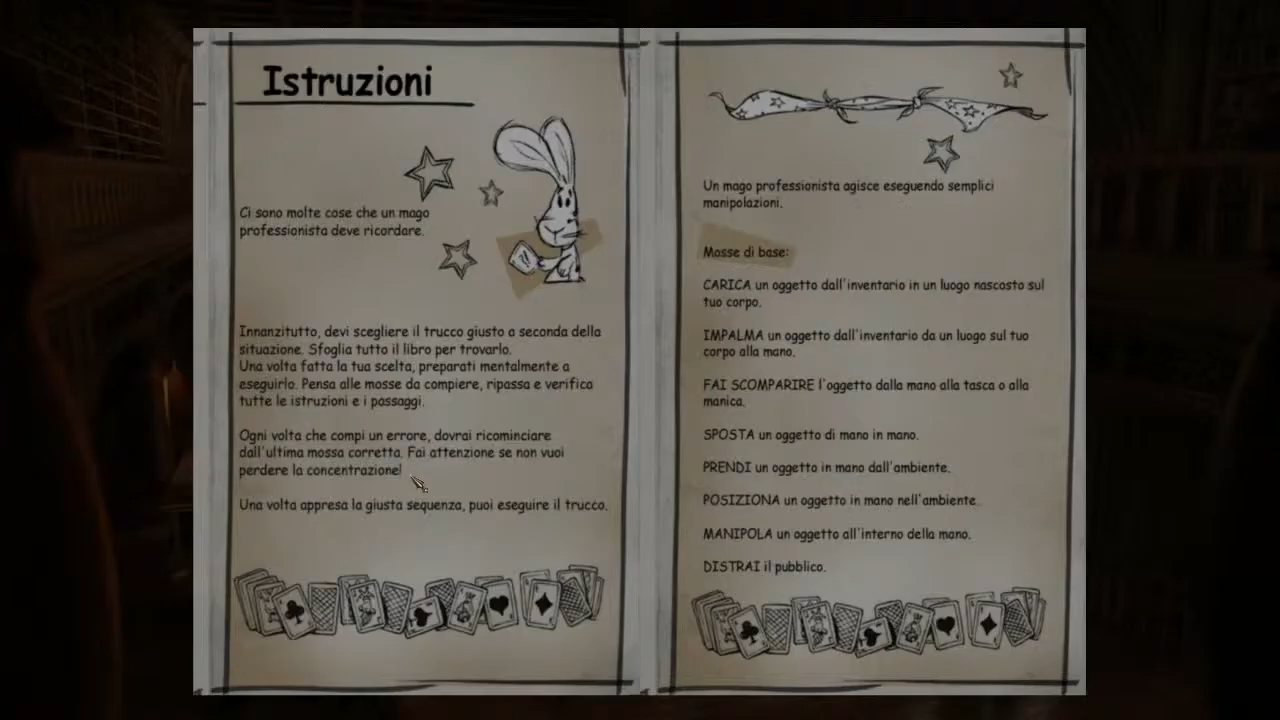 Istruzioni
Ci sono molte cose che un mago
professionista deve ricordare.
Innanzitutto, devi scegliere il trucco giusto a seconda della
situazione. Sfoglia tutto il libro per trovarlo.
Una volta fatta la tua scelta, preparati mentalmente a
eseguirlo. Pensa alle mosse da compiere, ripassa e verifica
tutte le istruzioni e i passaggi.
Ogni volta che compi un errore, dovrai ricominciare
dall'ultima mossa corretta. Fai attenzione se non vuoi
perdere la concentrazione!
Una volta appresa la giusta sequenza, puoi eseguire il trucco.
Un mago professionista agisce eseguendo semplici
manipolazioni.
Mosse di base:
CARICA un oggetto dall'inventario in un luogo nascosto sul
tuo corpo.
IMPALMA un oggetto dall'inventario da un luogo sul tuo
corpo alla mano.
FAI SCOMPARIRE l'oggetto dalla mano alla tasca o alla
manica.
SPOSTA un oggetto di mano in mano.
PRENDI un oggetto in mano dall'ambiente.
POSIZIONA un oggetto in mano nell'ambiente.
MANIPOLA un oggetto all'interno della mano.
DISTRAI il pubblico.